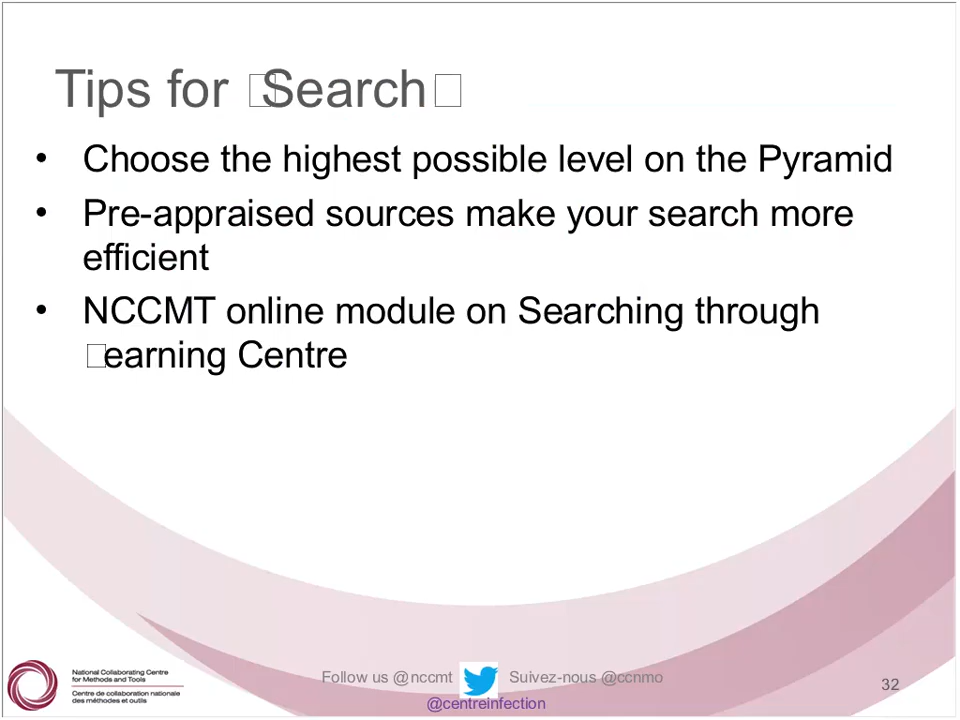 Tips for □Search□
• Choose the highest possible level on the Pyramid
• Pre-appraised sources make your search more
efficient
• NCCMT online module on Searching through
□earning Centre
National Collaborating Centre
for Methods and Tools
Centre de collaboration nationale
des méthodes et outils
Follow us @nccmt Suivez-nous @ccnmo
@centreinfection
32